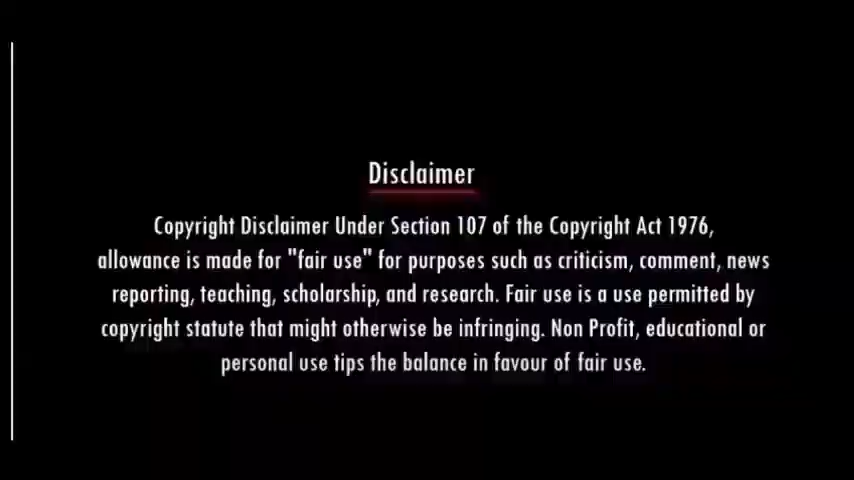 Disclaimer
Copyright Disclaimer Under Section 107 of the Copyright Act 1976,
allowance is made for "fair use" for purposes such as criticism, comment, news
reporting, teaching, scholarship, and research. Fair use is a use permitted by
copyright statute that might otherwise be infringing. Non Profit, educational or
personal use tips the balance in favour of fair use.